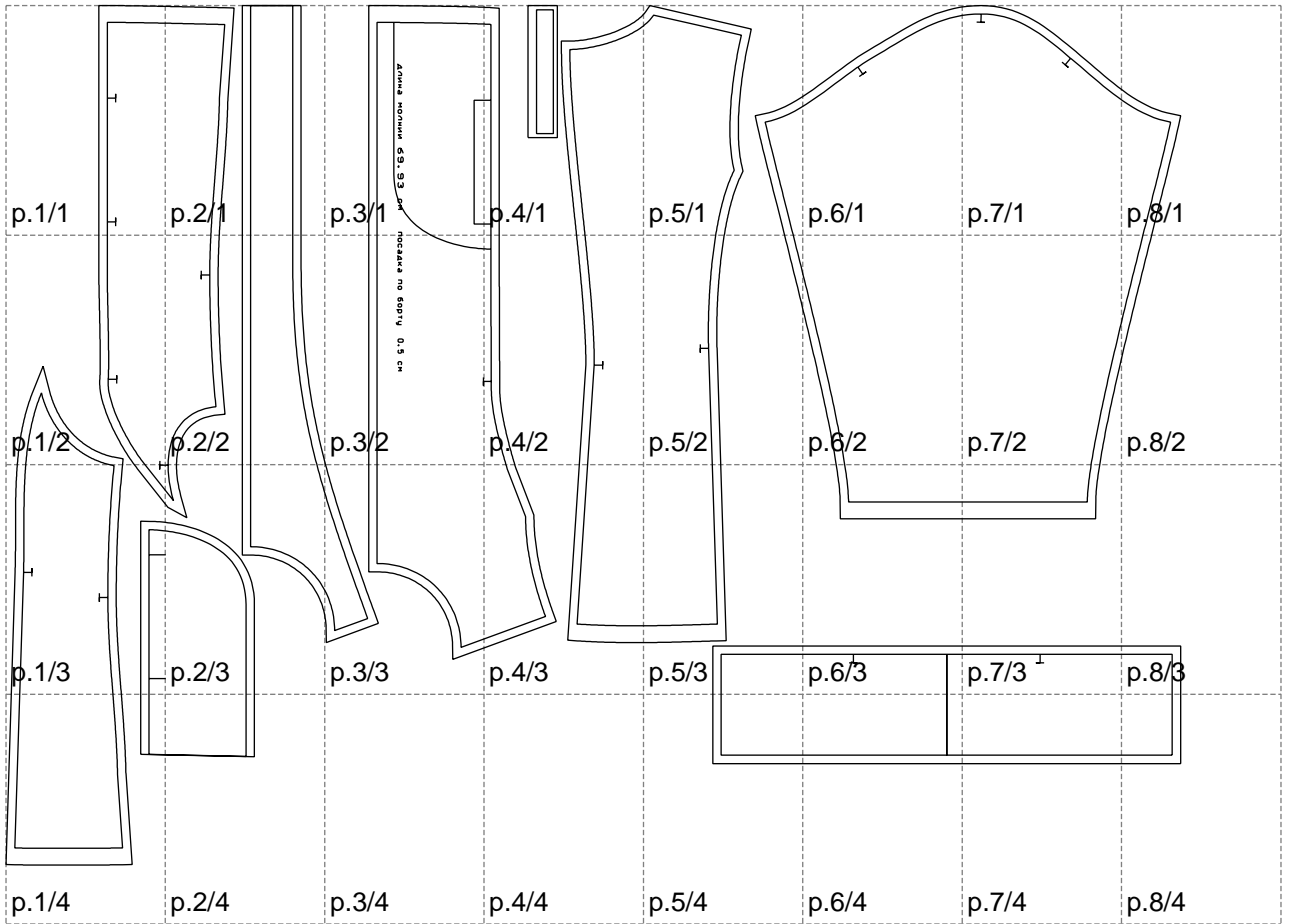 длина молнии 69.93 см посадка по борту 0.5 см
p.1/1 p.2/1 p.3/1 p.4/1 p.5/1 p.6/1 p.7/1 p.8/1
p.1/2 p.2/2 p.3/2 p.4/2 p.5/2 p.6/2 p.7/2 p.8/2
p.1/3 p.2/3 p.3/3 p.4/3 p.5/3 p.6/3 p.7/3 p.8/3
p.1/4 p.2/4 p.3/4 p.4/4 p.5/4 p.6/4 p.7/4 p.8/4